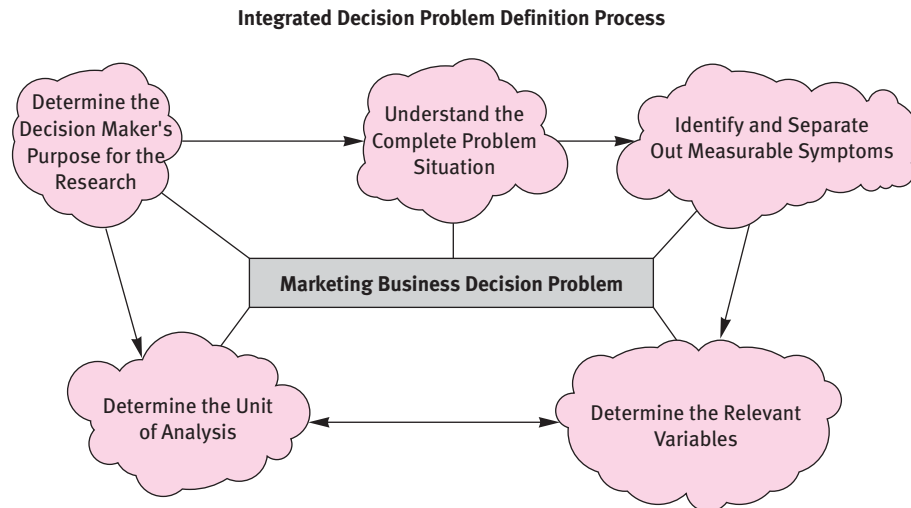 Integrated Decision Problem Definition Process
Determine the
Decision Maker's
Purpose for the
Research
Understand the
Complete Problem
Situation
Identify and Separate
Out Measurable Symptoms
Marketing Business Decision Problem
Determine the Unit
of Analysis
Determine the Relevant
Variables